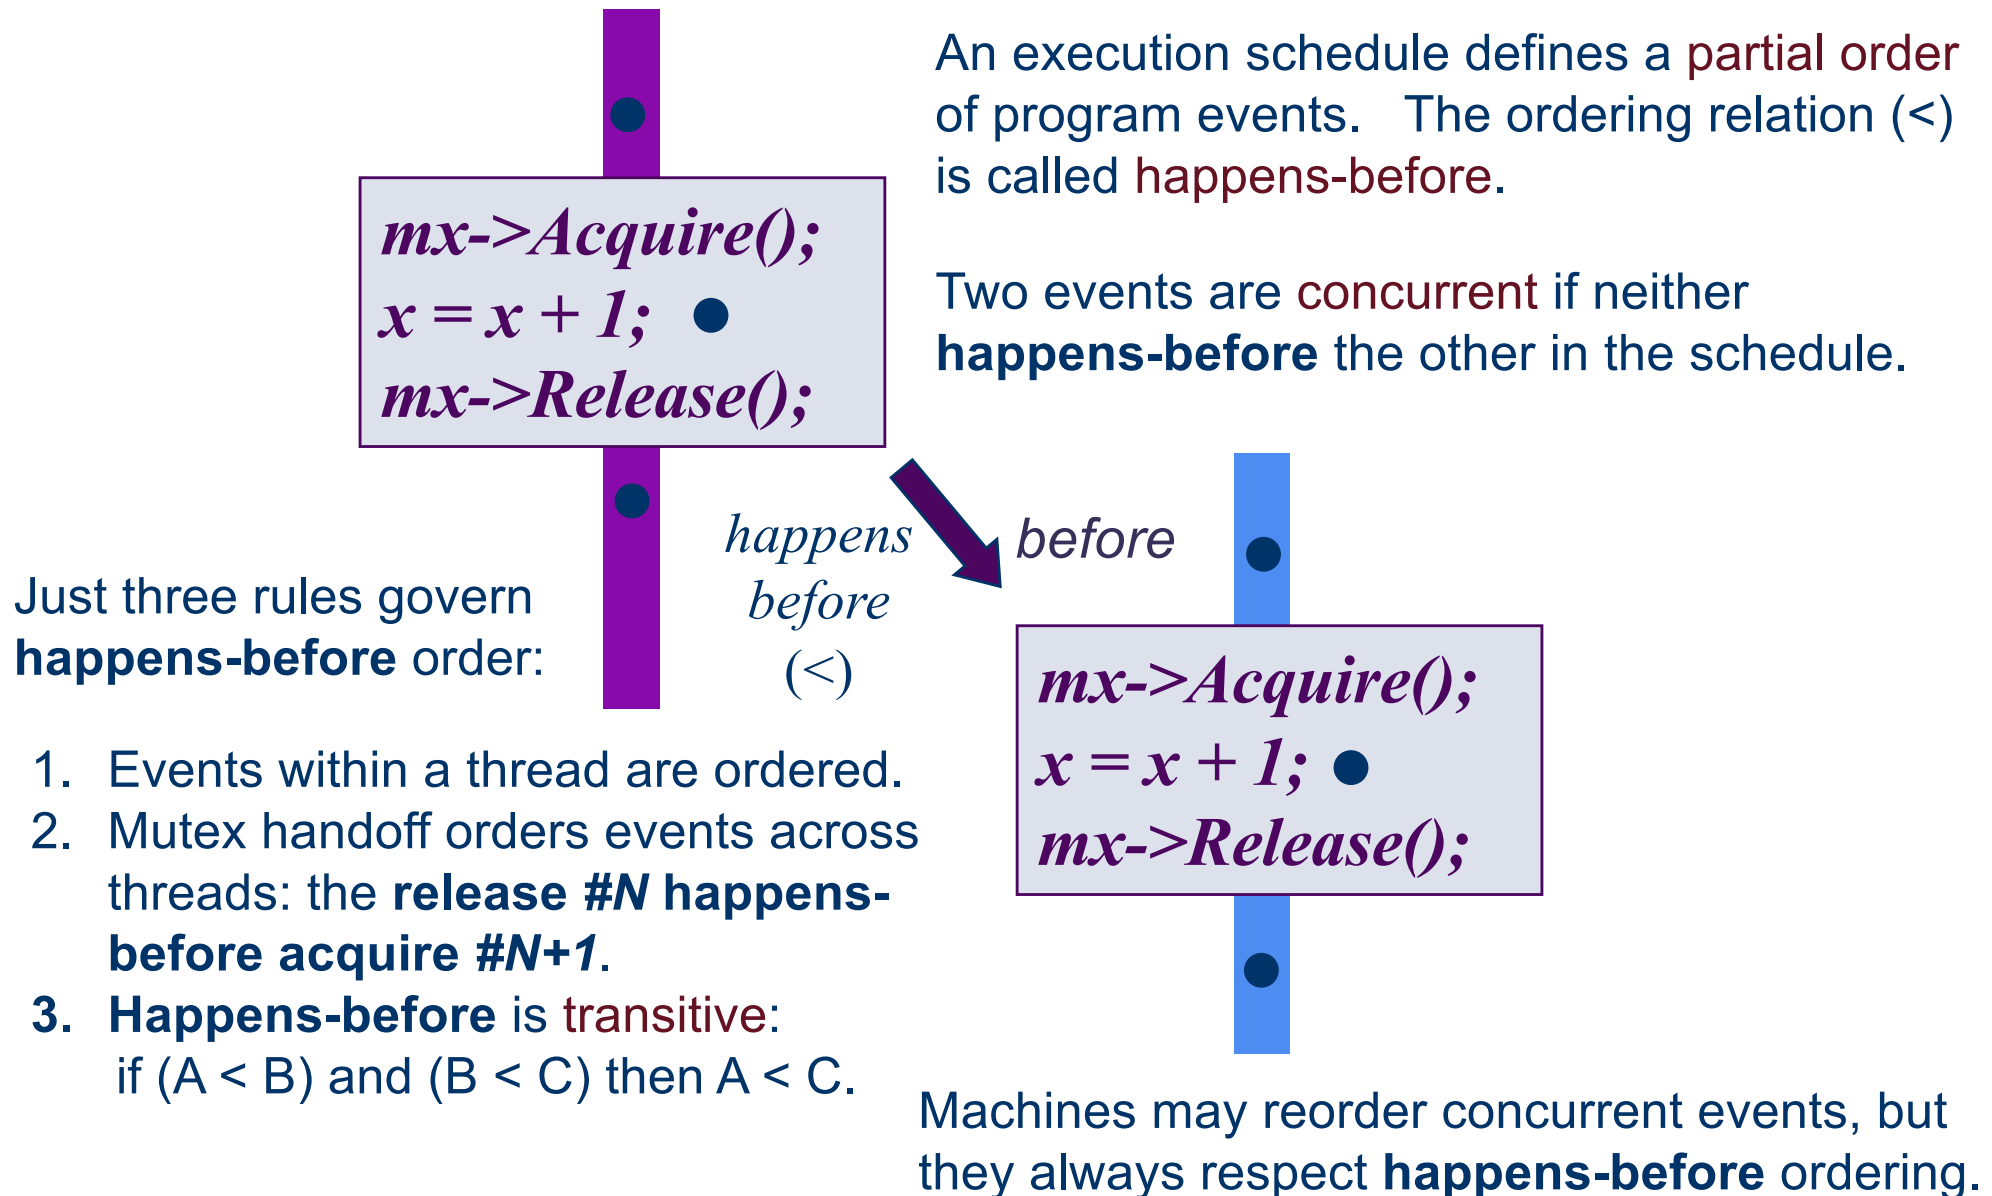 An execution schedule defines a partial order
of program events. The ordering relation (<)
is called happens-before.
mx->Acquire();
x = x + 1;
mx->Release();
Two events are concurrent if neither
happens-before the other in the schedule.
happens
before
(<)
before
Just three rules govern
happens-before order:
mx->Acquire();
x = x + 1;
mx->Release();
1. Events within a thread are ordered.
2. Mutex handoff orders events across
threads: the release #N happens-
before acquire #N+1.
3. Happens-before is transitive:
if (A < B) and (B < C) then A < C.
Machines may reorder concurrent events, but
they always respect happens-before ordering.